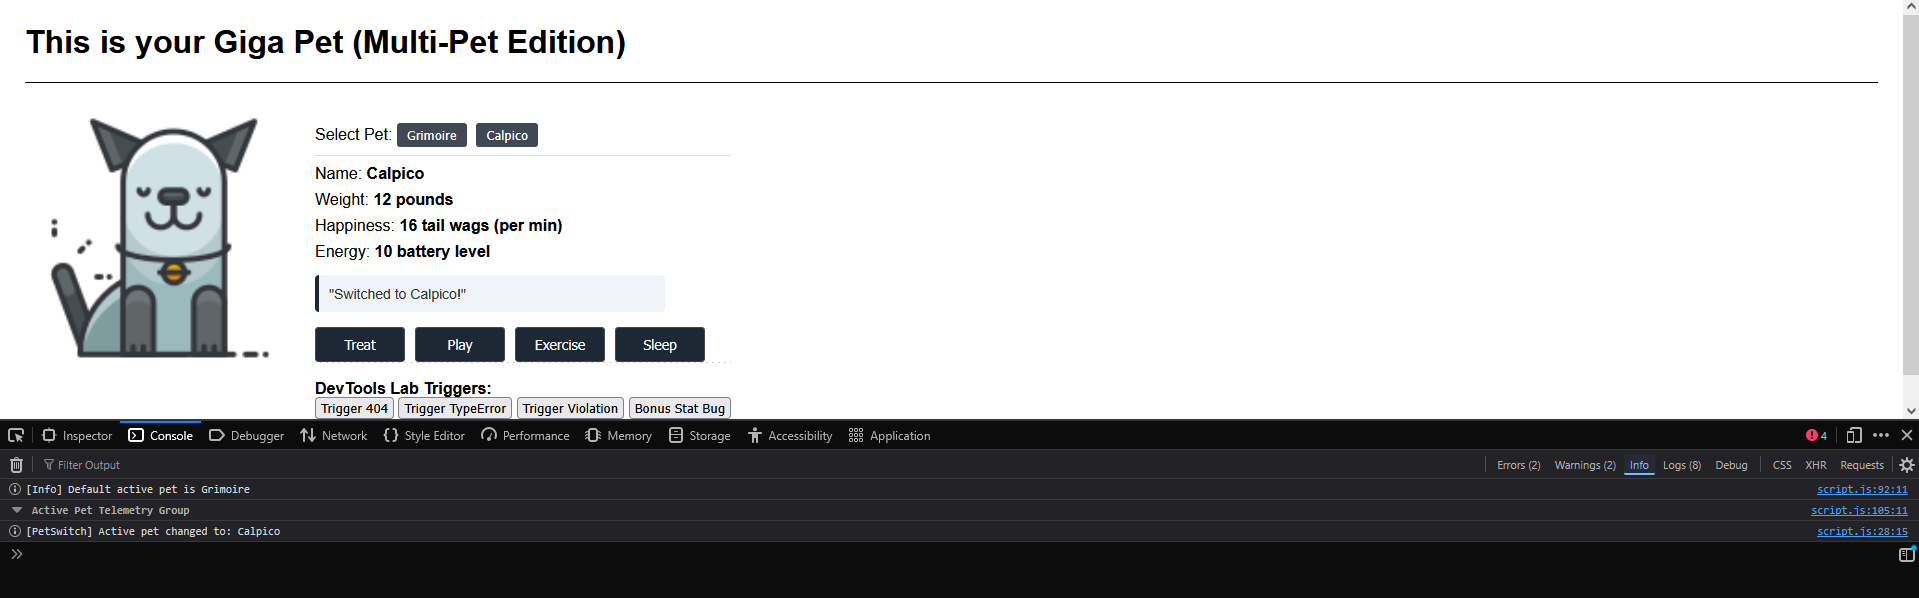 This is your Giga Pet (Multi-Pet Edition)
Select Pet: Grimoire Calpico
Name: Calpico
Weight: 12 pounds
Happiness: 16 tail wags (per min)
Energy: 10 battery level
"Switched to Calpico!"
Treat Play Exercise Sleep
DevTools Lab Triggers:
Trigger 404 Trigger TypeError Trigger Violation Bonus Stat Bug
Inspector Console Debugger Network Style Editor Performance Memory Storage Accessibility Application 4
Filter Output Errors (2) Warnings (2) Info Logs (8) Debug CSS XHR Requests
[Info] Default active pet is Grimoire script.js:92:11
Active Pet Telemetry Group script.js:105:11
[PetSwitch] Active pet changed to: Calpico script.js:28:15